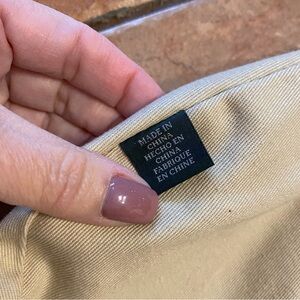 MADE IN
CHINA
HECHO EN
CHINA
FABRIQUE
EN CHINE